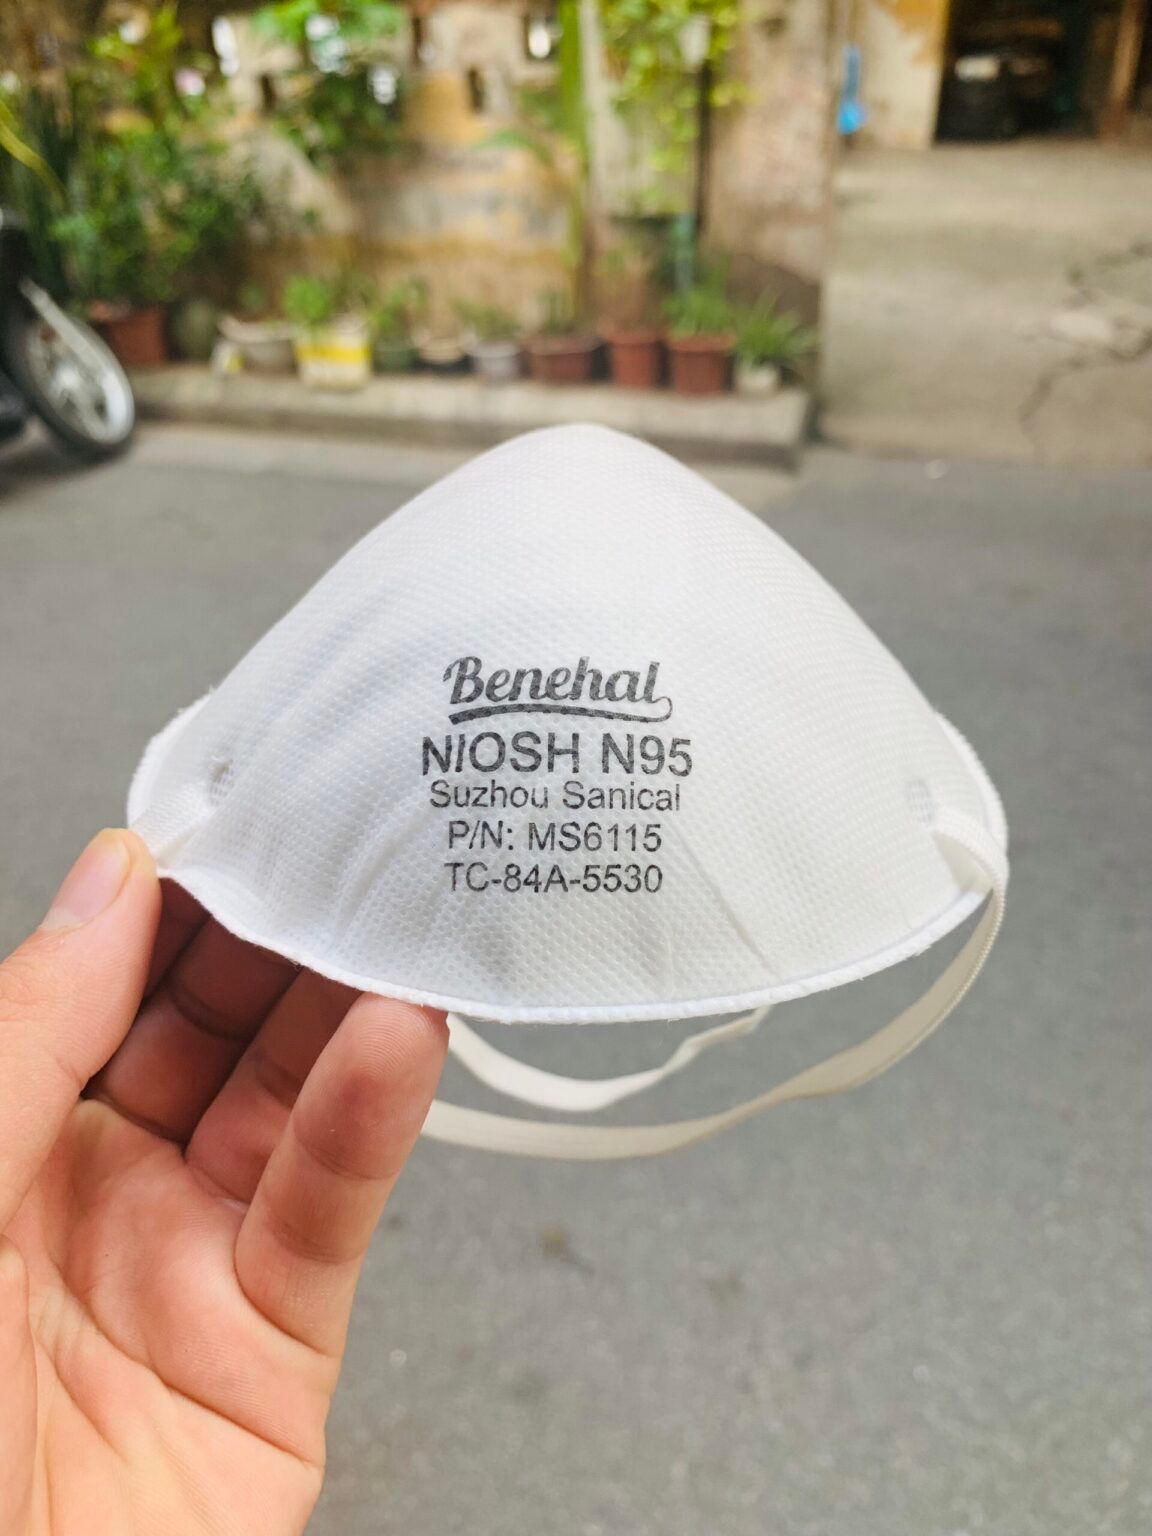 Benehal
NIOSH N95
Suzhou Sanical
P/N: MS6115
TC-84A-5530